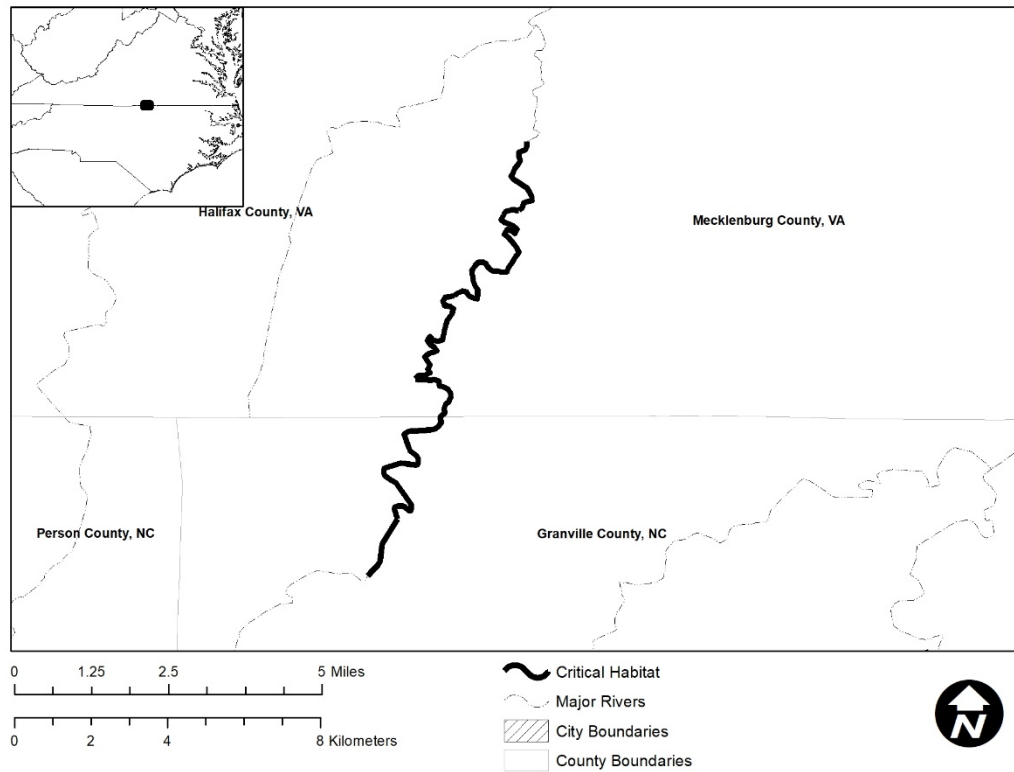 Halifax County, VA
Mecklenburg County, VA
Person County, NC
Granville County, NC
0 1.25 2.5 5 Miles
0 2 4 8 Kilometers
Critical Habitat
Major Rivers
City Boundaries
County Boundaries
N